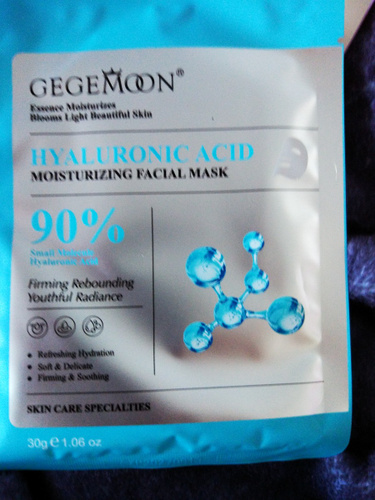 GEGEMOON®
Essence Moisturizes
Blooms Light Beautiful Skin
HYALURONIC ACID
MOISTURIZING FACIAL MASK
90%
Small Molecule
Hyaluronic Acid
Firming Rebounding
Youthful Radiance
• Refreshing Hydration
• Soft & Delicate
• Firming & Soothing
SKIN CARE SPECIALTIES
30g ℮ 1.06 oz